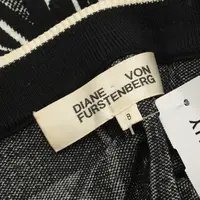 DIANE VON
FURSTENBERG
8